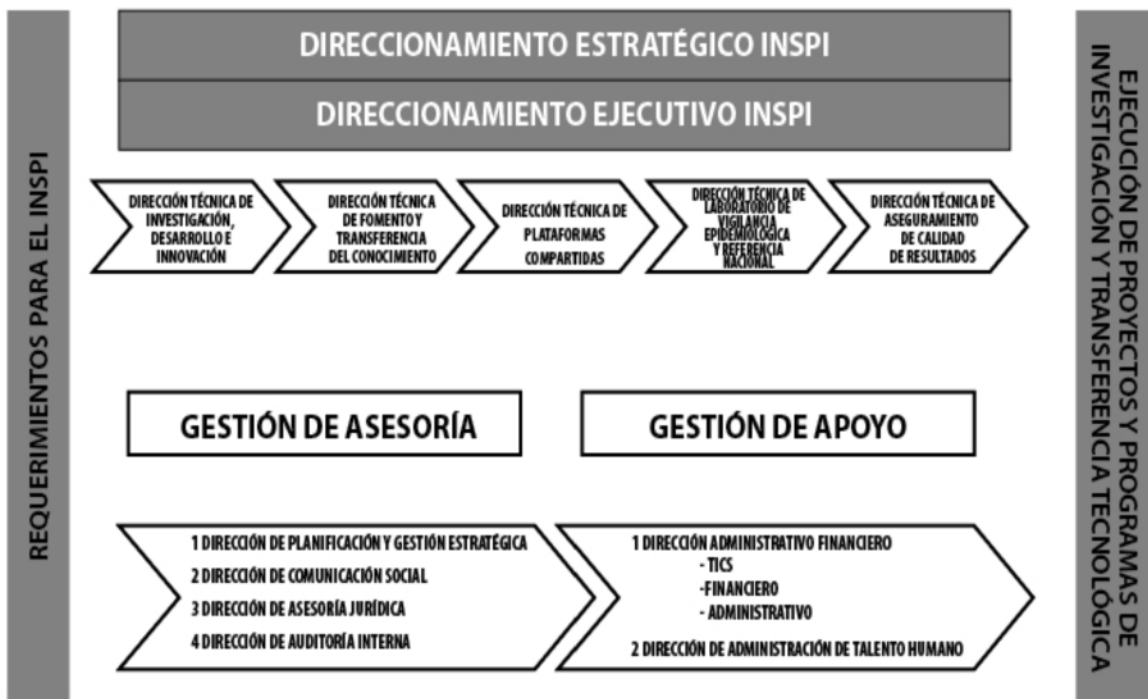 REQUERIMIENTOS PARA EL INSPI
DIRECCIONAMIENTO ESTRATÉGICO INSPI
DIRECCIONAMIENTO EJECUTIVO INSPI
DIRECCIÓN TÉCNICA DE
INVESTIGACIÓN,
DESARROLLO E
INNOVACIÓN
DIRECCIÓN TÉCNICA
DE FOMENTO Y
TRANSFERENCIA
DEL CONOCIMIENTO
DIRECCIÓN TÉCNICA DE
PLATAFORMAS
COMPARTIDAS
DIRECCIÓN TÉCNICA DE
LABORATORIO DE
VIGILANCIA
EPIDEMIOLÓGICA
Y REFERENCIA
NACIONAL
DIRECCIÓN TÉCNICA DE
ASEGURAMIENTO
DE CALIDAD
DE RESULTADOS
GESTIÓN DE ASESORÍA
GESTIÓN DE APOYO
1 DIRECCIÓN DE PLANIFICACIÓN Y GESTIÓN ESTRATÉGICA
2 DIRECCIÓN DE COMUNICACIÓN SOCIAL
3 DIRECCIÓN DE ASESORÍA JURÍDICA
4 DIRECCIÓN DE AUDITORÍA INTERNA
1 DIRECCIÓN ADMINISTRATIVO FINANCIERO
- TICS
-FINANCIERO
- ADMINISTRATIVO
2 DIRECCIÓN DE ADMINISTRACIÓN DE TALENTO HUMANO
EJECUCIÓN DE PROYECTOS Y PROGRAMAS DE
INVESTIGACIÓN Y TRANSFERENCIA TECNOLÓGICA